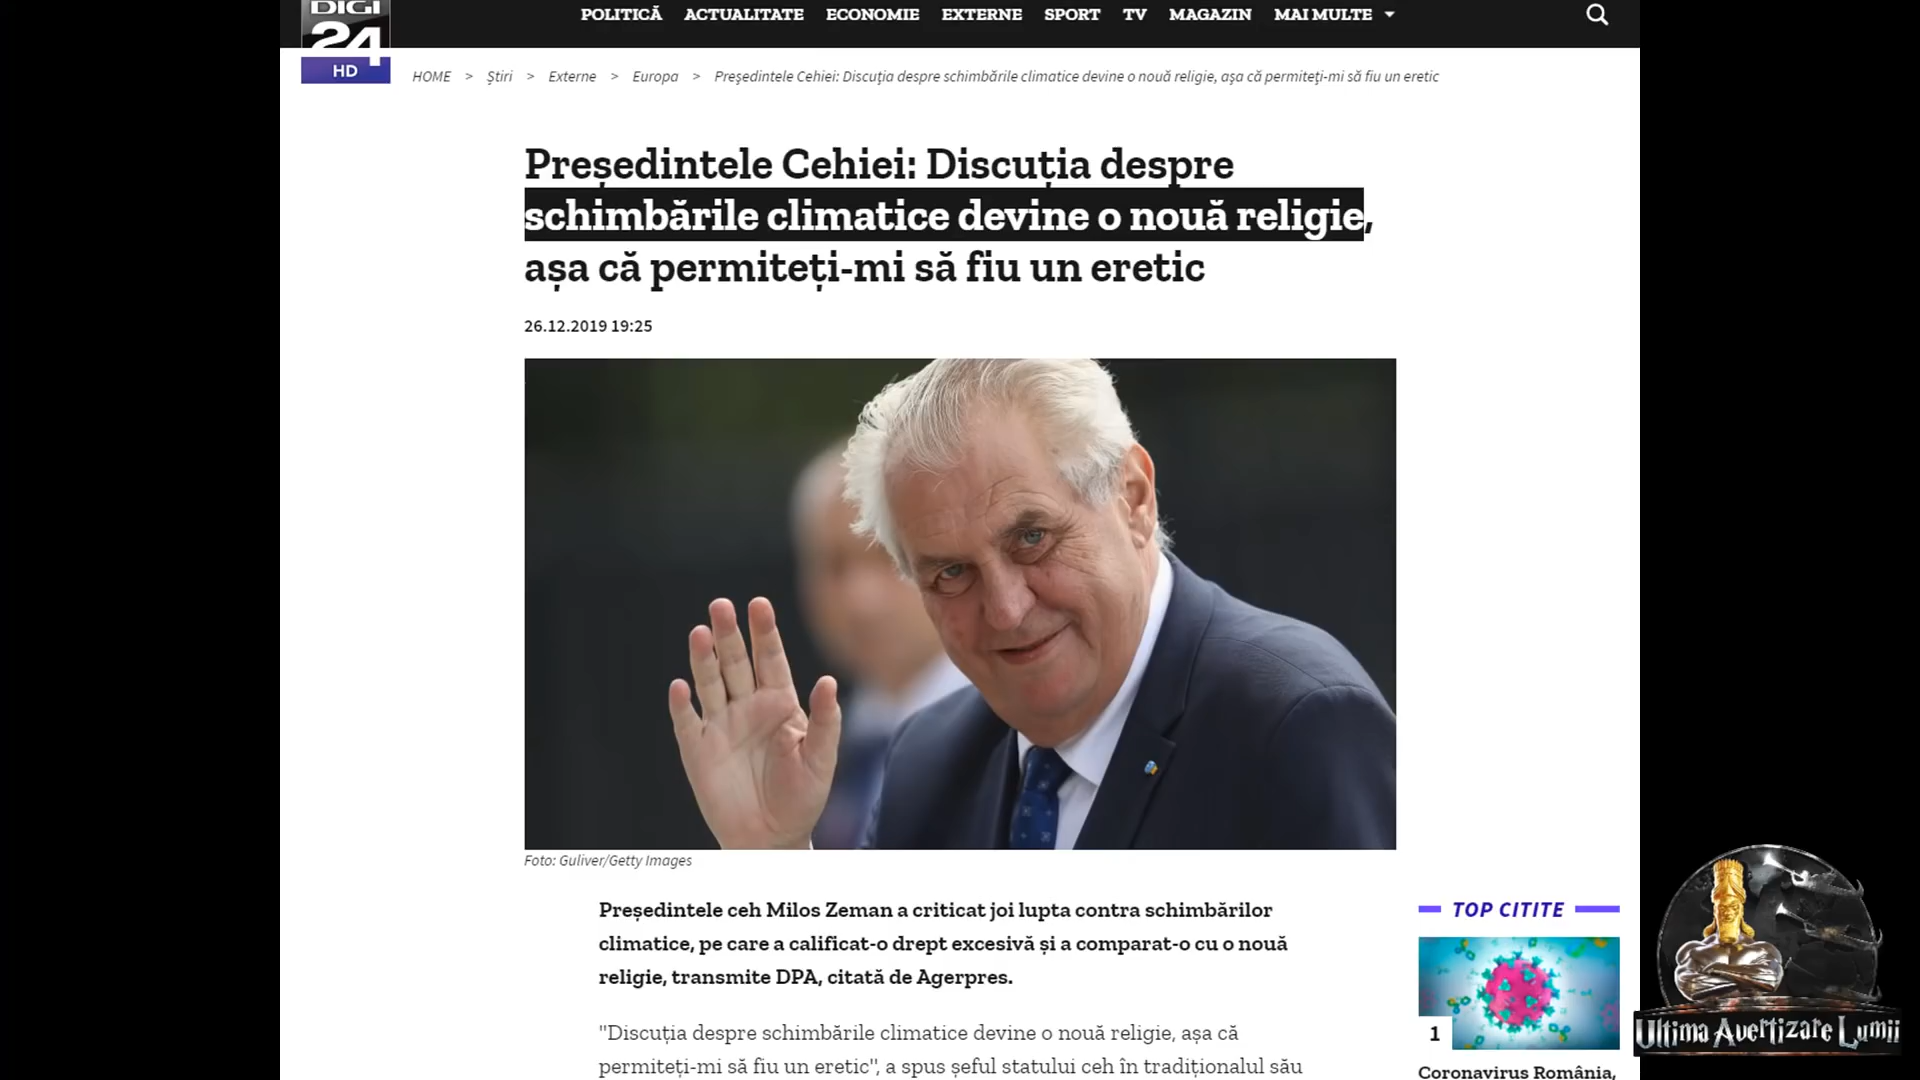 DIGI
24
HD
POLITICĂ ACTUALITATE ECONOMIE EXTERNE SPORT TV MAGAZIN MAI MULTE
HOME > Știri > Externe > Europa > Președintele Cehiei: Discuția despre schimbările climatice devine o nouă religie, așa că permiteți-mi să fiu un eretic
Președintele Cehiei: Discuția despre
schimbările climatice devine o nouă religie,
așa că permiteți-mi să fiu un eretic
26.12.2019 19:25
Foto: Guliver/Getty Images
Președintele ceh Milos Zeman a criticat joi lupta contra schimbărilor
climatice, pe care a calificat-o drept excesivă și a comparat-o cu o nouă
religie, transmite DPA, citată de Agerpres.
"Discuția despre schimbările climatice devine o nouă religie, așa că
permiteți-mi să fiu un eretic", a spus șeful statului ceh în tradiționalul său
TOP CITITE
1
Coronavirus România,
Ultima Avertizare Lumii